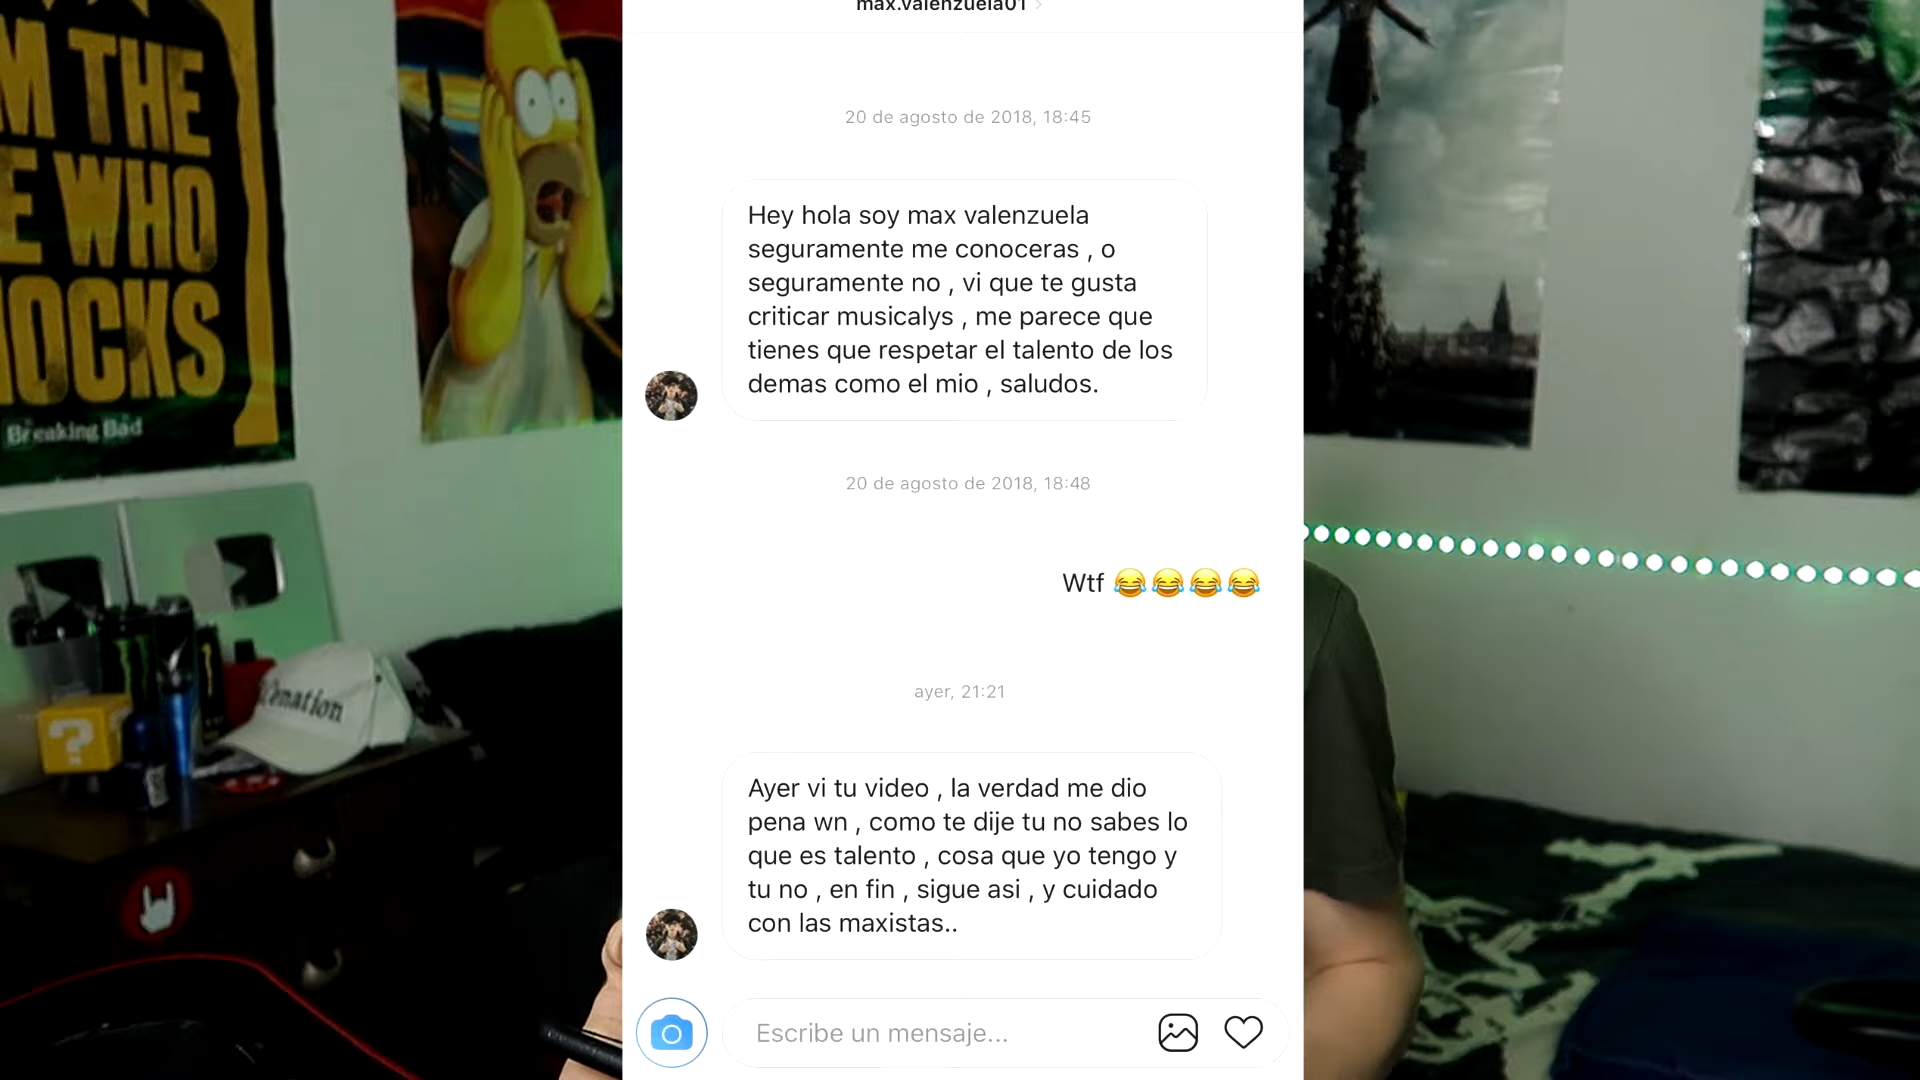 max.valenzuela01
20 de agosto de 2018, 18:45
Hey hola soy max valenzuela
seguramente me conoceras , o
seguramente no , vi que te gusta
criticar musicalys , me parece que
tienes que respetar el talento de los
demas como el mio , saludos.
20 de agosto de 2018, 18:48
Wtf 😂😂😂😂
ayer, 21:21
Ayer vi tu video , la verdad me dio
pena wn , como te dije tu no sabes lo
que es talento , cosa que yo tengo y
tu no , en fin , sigue asi , y cuidado
con las maxistas..
Escribe un mensaje...
M THE
E WHO
NOCKS
Breaking Bad
enation
?